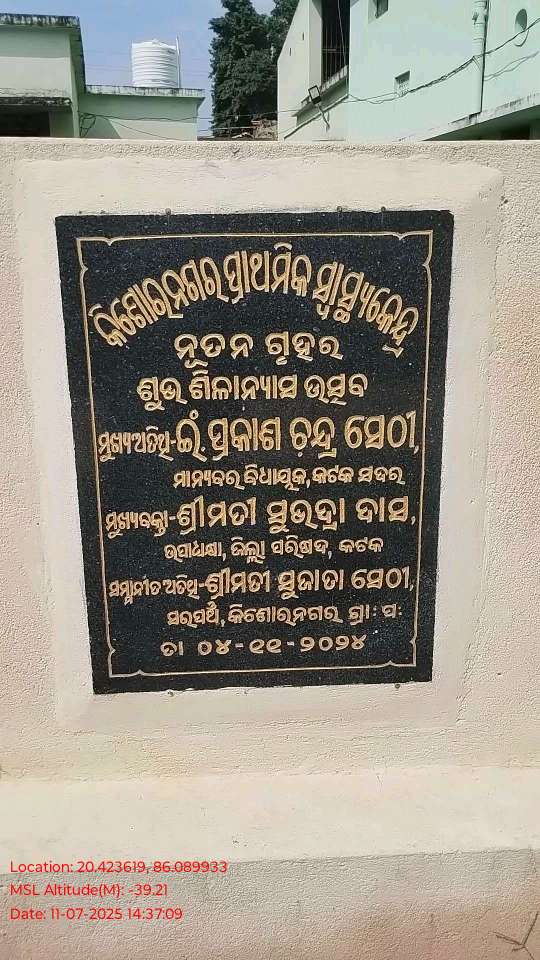 କିଶୋରନଗର ପ୍ରାଥମିକ ସ୍ୱାସ୍ଥ୍ୟକେନ୍ଦ୍ର
ନୂତନ ଗୃହର
ଶୁଭ ଶିଳାନ୍ୟାସ ଉତ୍ସବ
ମୁଖ୍ୟଅତିଥି-ଇଂ ପ୍ରକାଶ ଚନ୍ଦ୍ର ସେଠୀ,
ମାନ୍ୟବର ବିଧାୟକ, କଟକ ସଦର
ମୁଖ୍ୟବକ୍ତା-ଶ୍ରୀମତୀ ସୁଭଦ୍ରା ଦାସ,
ଉପାଧ୍ୟକ୍ଷା, ଜିଲ୍ଲା ପରିଷଦ, କଟକ
ସମ୍ମାନୀତ ଅତିଥି-ଶ୍ରୀମତୀ ସୁଜାତା ସେଠୀ,
ସରପଞ୍ଚ, କିଶୋରନଗର ଗ୍ରା: ପ:
ତା ୦୪-୧୧-୨୦୨୪
Location: 20.423619, 86.089933
MSL Altitude(M): -39.21
Date: 11-07-2025 14:37:09